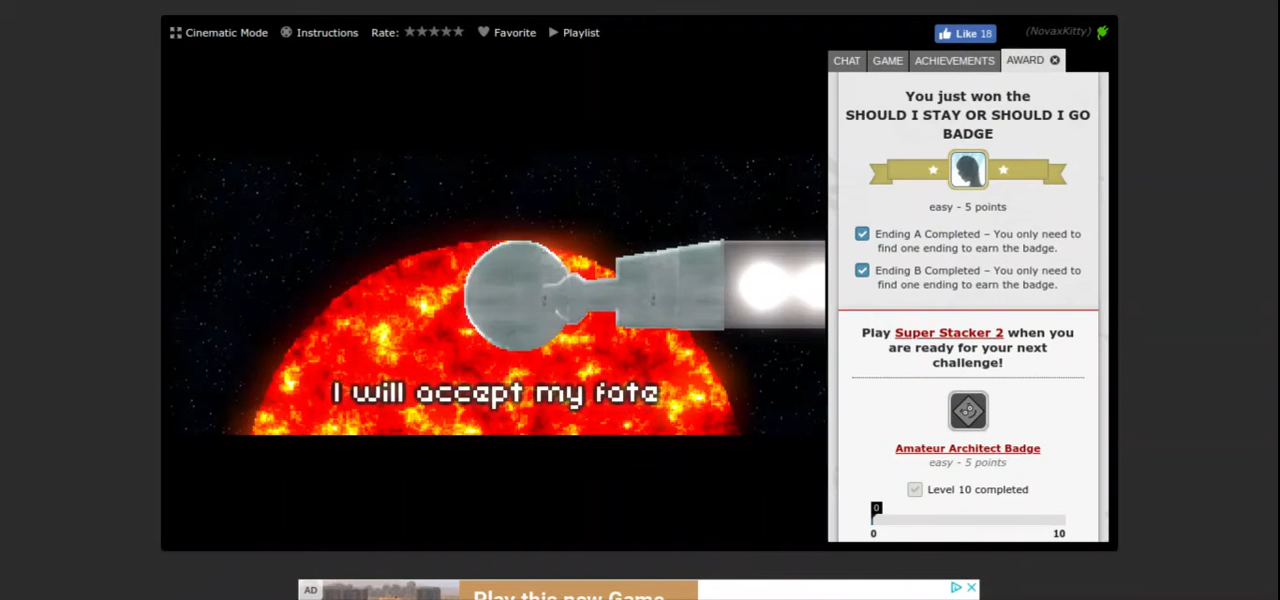 Cinematic Mode Instructions Rate: Favorite Playlist
Like 18
(NovaxKitty)
CHAT GAME ACHIEVEMENTS AWARD
You just won the
SHOULD I STAY OR SHOULD I GO
BADGE
easy - 5 points
Ending A Completed – You only need to
find one ending to earn the badge.
Ending B Completed – You only need to
find one ending to earn the badge.
Play Super Stacker 2 when you
are ready for your next
challenge!
Amateur Architect Badge
easy - 5 points
Level 10 completed
0
0 10
I will accept my fate
AD
Play this new Game